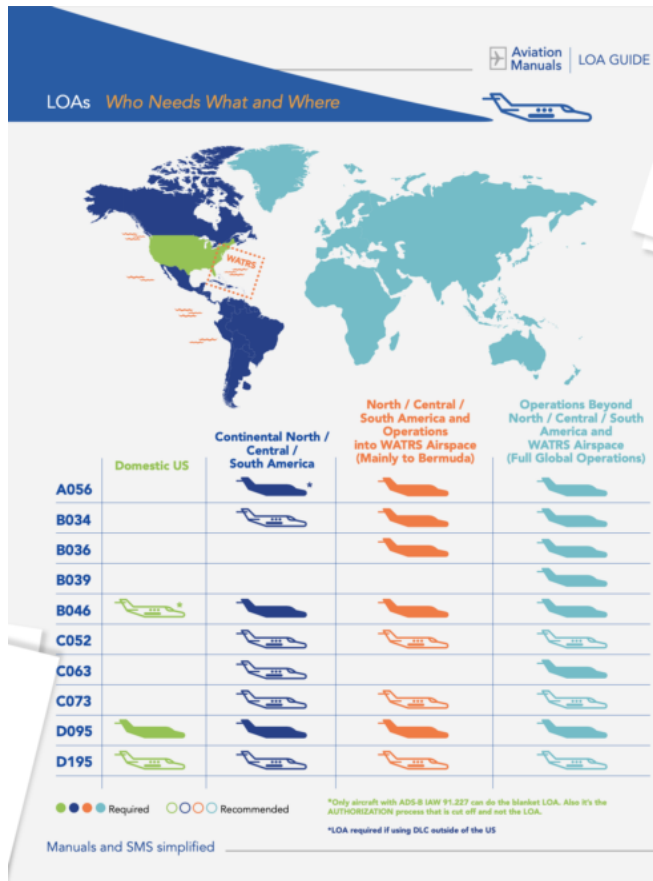 Aviation
Manuals
LOA GUIDE
LOAs Who Needs What and Where
WATRS
Domestic US
Continental North /
Central /
South America
North / Central /
South America and
Operations
into WATRS Airspace
(Mainly to Bermuda)
Operations Beyond
North / Central / South
America and
WATRS Airspace
(Full Global Operations)
A056 *
B034
B036
B039
B046 *
C052
C063
C073
D095
D195
Required
Recommended
*Only aircraft with ADS-B IAW 91.227 can do the blanket LOA. Also it's the
AUTHORIZATION process that is cut off and not the LOA.
*LOA required if using DLC outside of the US
Manuals and SMS simplified